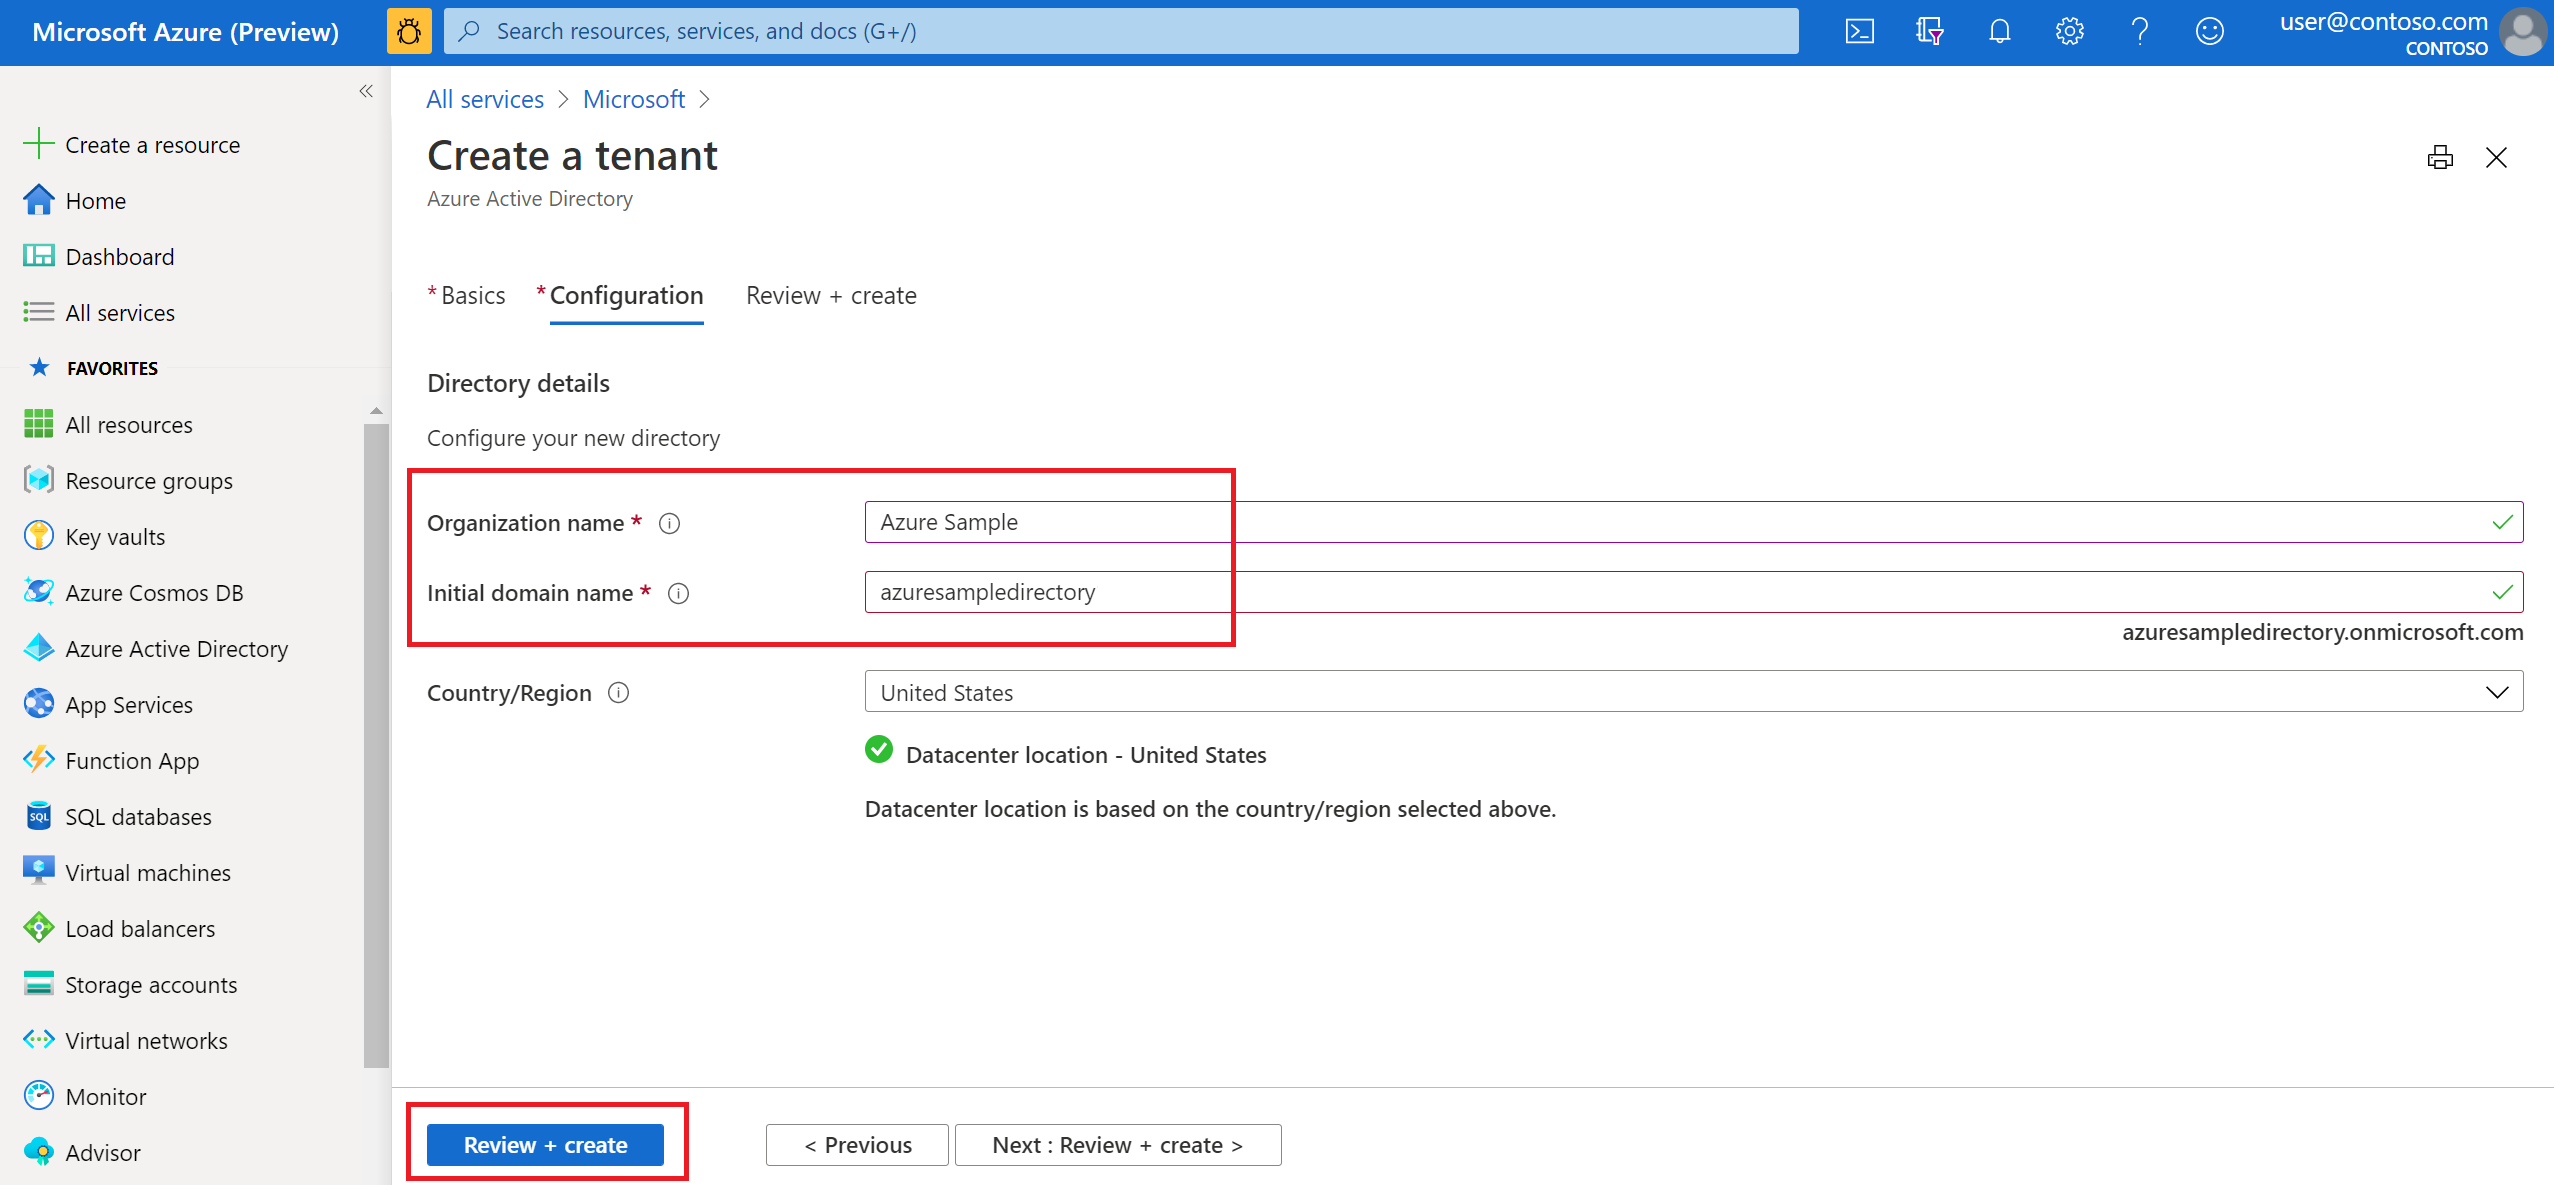 Microsoft Azure (Preview)
Search resources, services, and docs (G+/)
user@contoso.com
CONTOSO
«
Create a resource
Home
Dashboard
All services
FAVORITES
All resources
Resource groups
Key vaults
Azure Cosmos DB
Azure Active Directory
App Services
Function App
SQL databases
Virtual machines
Load balancers
Storage accounts
Virtual networks
Monitor
Advisor
All services > Microsoft >
Create a tenant
Azure Active Directory
* Basics * Configuration Review + create
Directory details
Configure your new directory
Organization name * Azure Sample
Initial domain name * azuresampledirectory
azuresampledirectory.onmicrosoft.com
Country/Region United States
Datacenter location - United States
Datacenter location is based on the country/region selected above.
Review + create < Previous Next : Review + create >